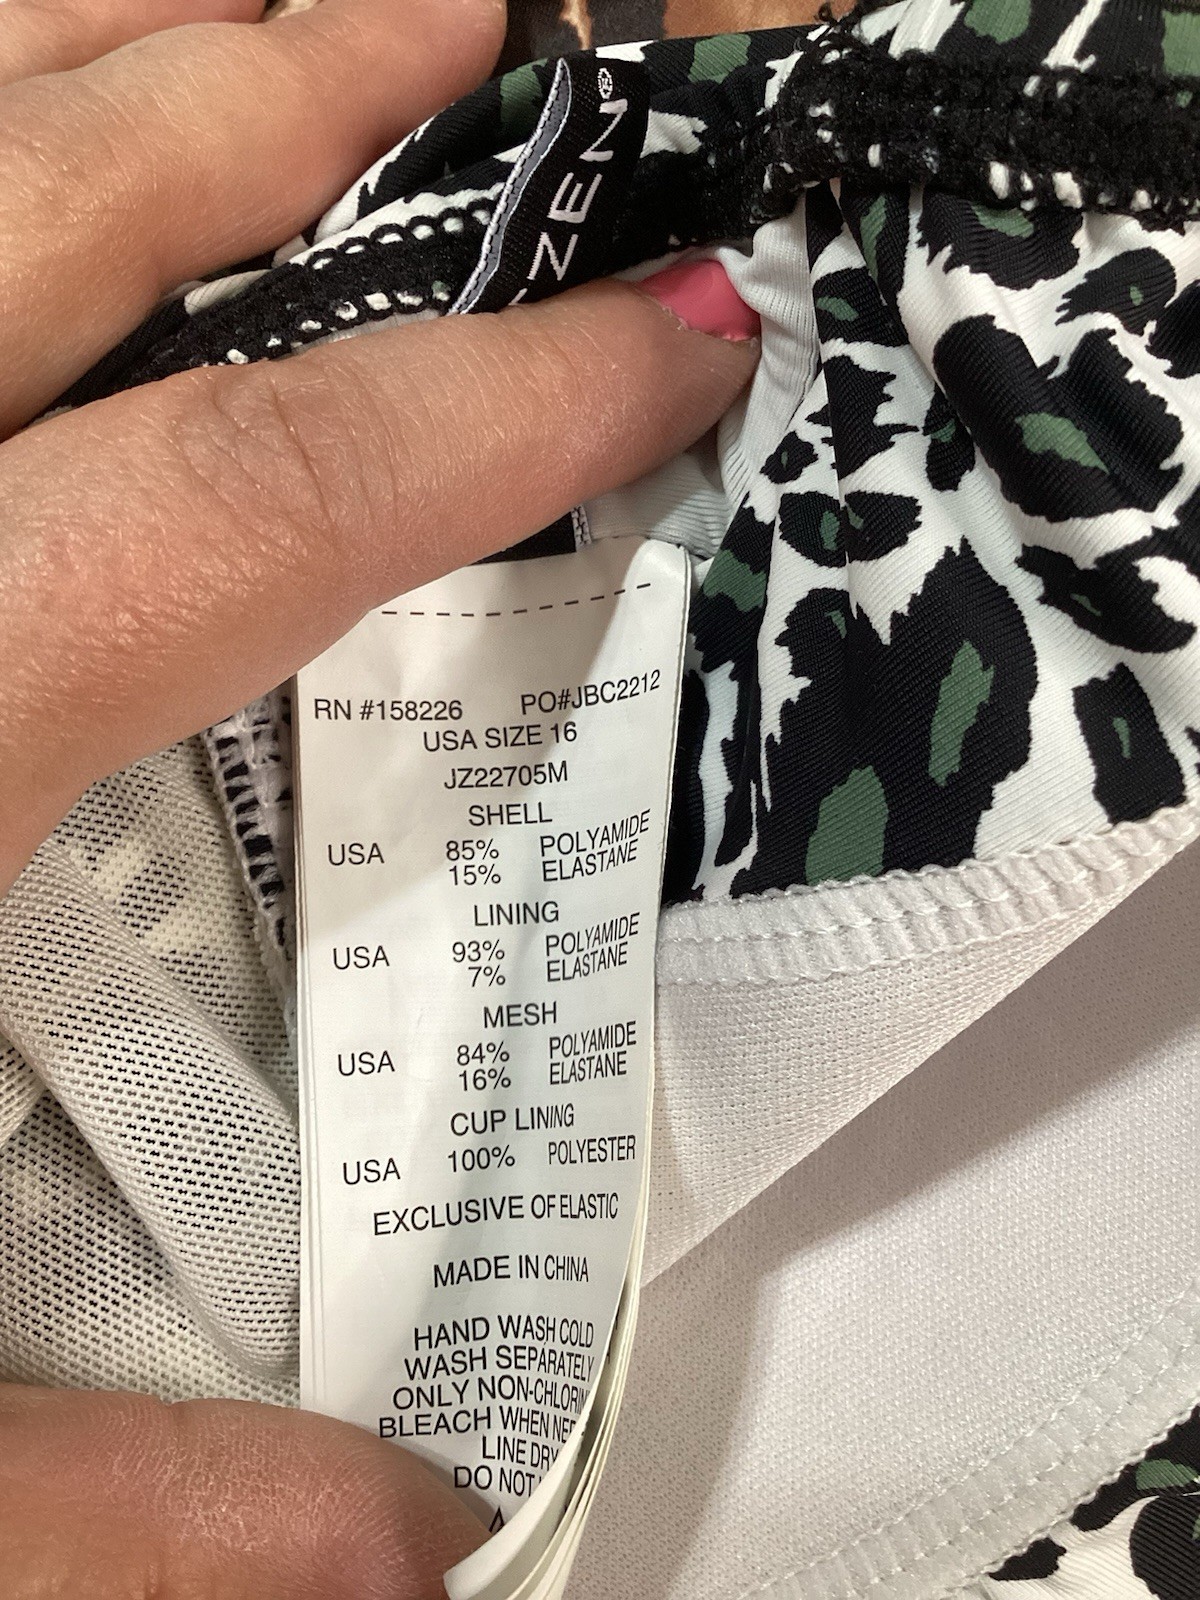 ZEN®
RN #158226 PO#JBC2212
USA SIZE 16
JZ22705M
SHELL
USA 85% POLYAMIDE
15% ELASTANE
LINING
USA 93% POLYAMIDE
7% ELASTANE
MESH
USA 84% POLYAMIDE
16% ELASTANE
CUP LINING
USA 100% POLYESTER
EXCLUSIVE OF ELASTIC
MADE IN CHINA
HAND WASH COLD
WASH SEPARATELY
ONLY NON-CHLORIN
BLEACH WHEN
LINE DRY
DO NOT